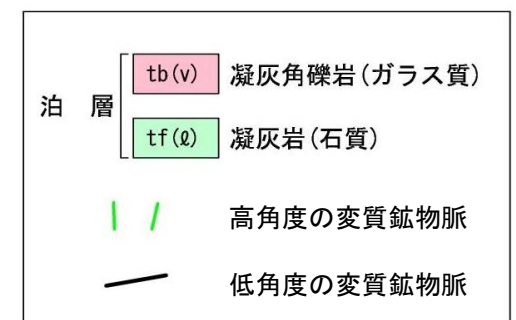 泊 層
tb(v) 凝灰角礫岩(ガラス質)
tf(ℓ) 凝灰岩(石質)
高角度の変質鉱物脈
低角度の変質鉱物脈